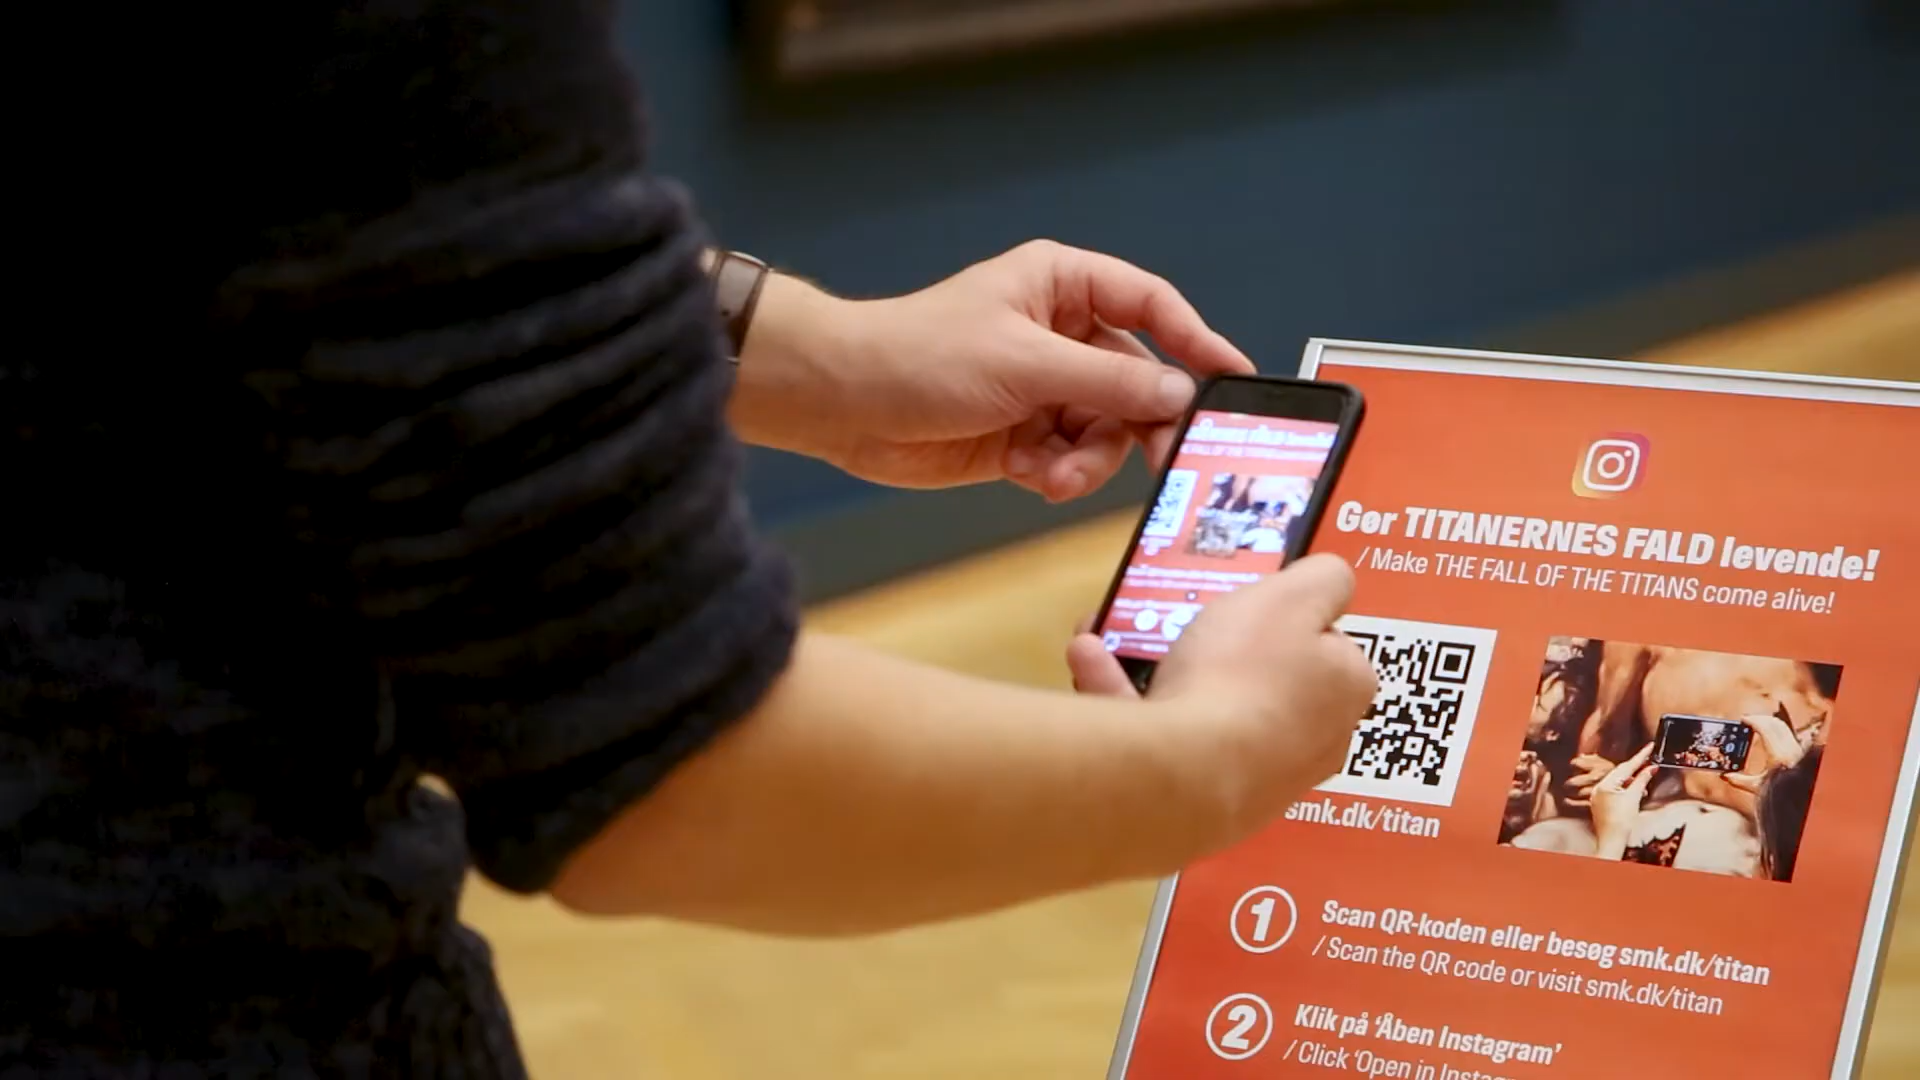 Gør TITANERNES FALD levende!
/ Make THE FALL OF THE TITANS come alive!
smk.dk/titan
1
Scan QR-koden eller besøg smk.dk/titan
/ Scan the QR code or visit smk.dk/titan
2
Klik på ‘Åben Instagram’
/ Click ‘Open in